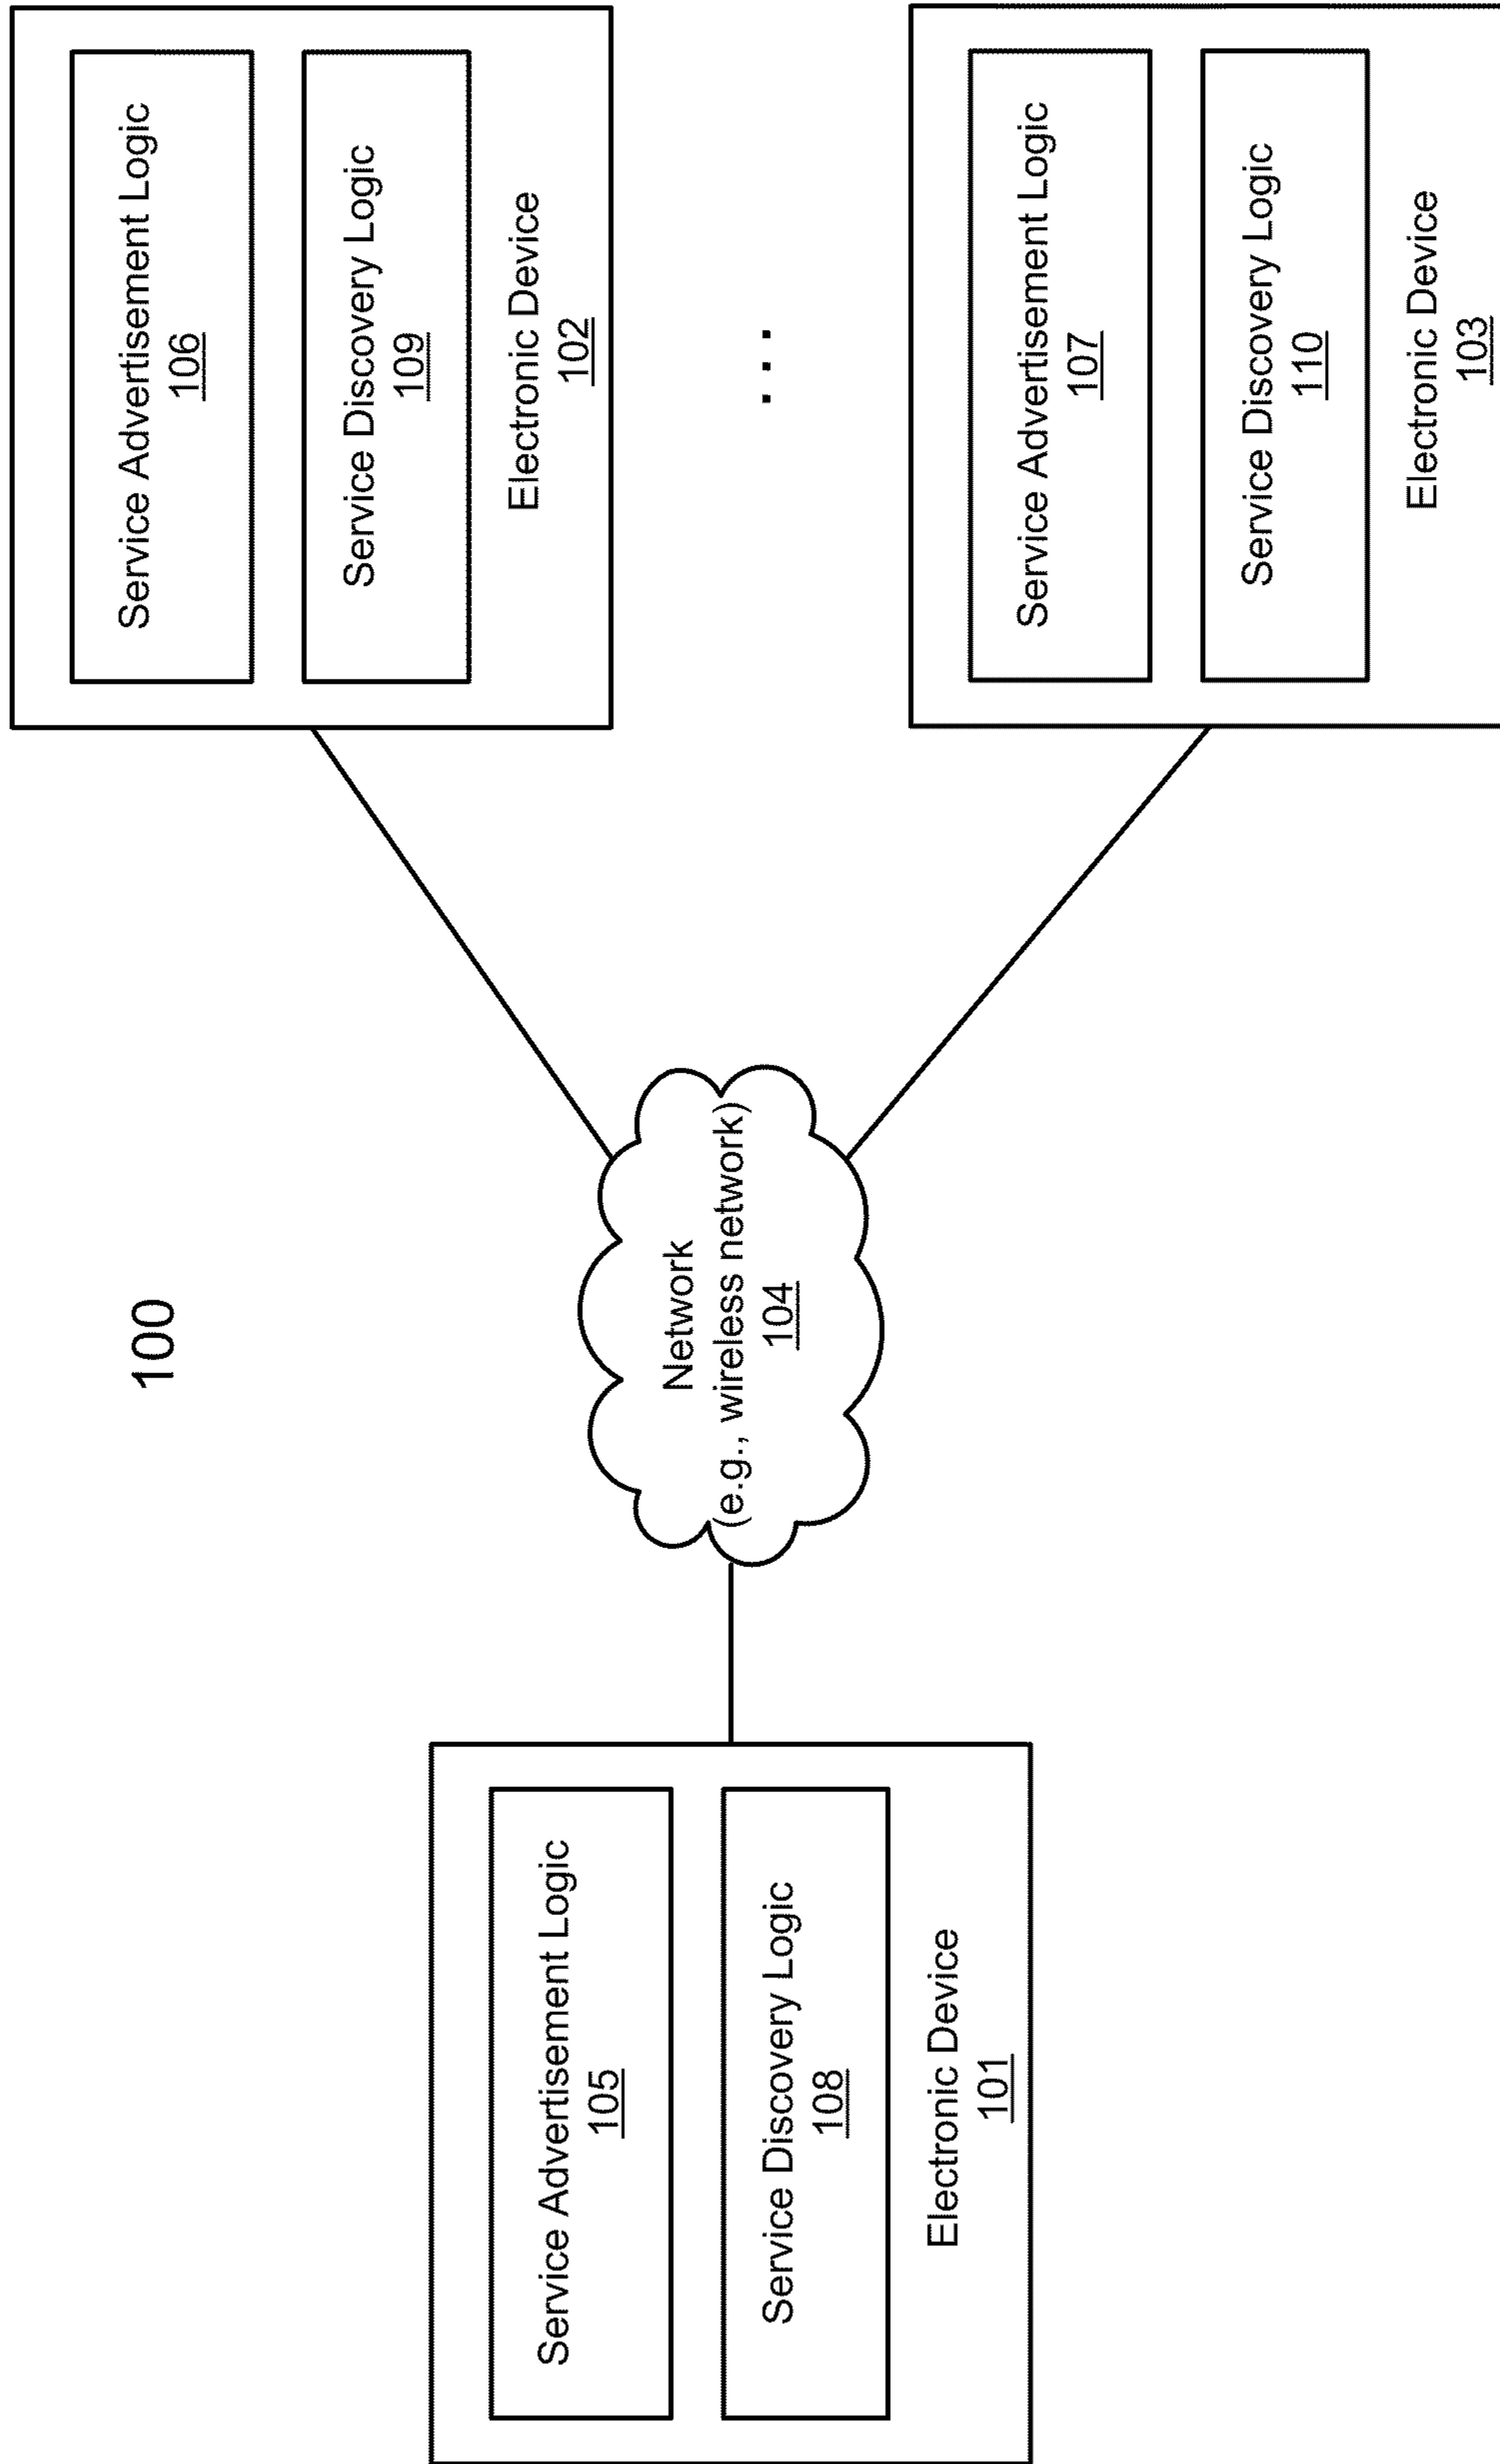 100
Service Advertisement Logic
105
Service Discovery Logic
108
Electronic Device
101
Network
(e.g., wireless network)
104
Service Advertisement Logic
106
Service Discovery Logic
109
Electronic Device
102
. . .
Service Advertisement Logic
107
Service Discovery Logic
110
Electronic Device
103